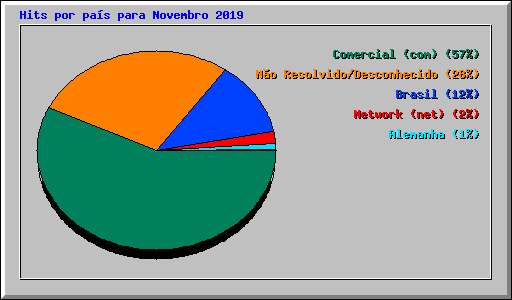 Hits por país para Novembro 2019
Comercial (com) (57%)
Não Resolvido/Desconhecido (28%)
Brasil (12%)
Network (net) (2%)
Alemanha (1%)